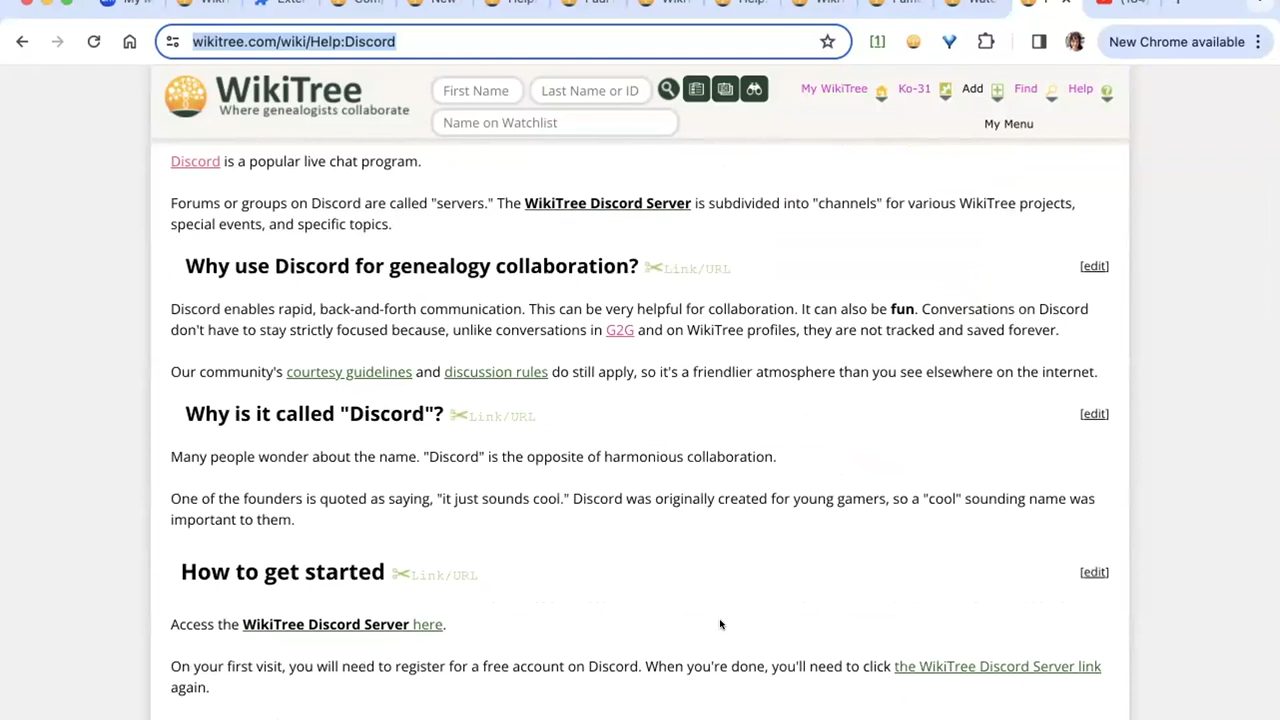 My
Help
wikitree.com/wiki/Help:Discord
[1]
New Chrome available
WikiTree
Where genealogists collaborate
First Name
Last Name or ID
Name on Watchlist
My WikiTree
Ko-31
Add
Find
Help
My Menu
Discord is a popular live chat program.
Forums or groups on Discord are called "servers." The WikiTree Discord Server is subdivided into "channels" for various WikiTree projects,
special events, and specific topics.
Why use Discord for genealogy collaboration? Link/URL
[edit]
Discord enables rapid, back-and-forth communication. This can be very helpful for collaboration. It can also be fun. Conversations on Discord
don't have to stay strictly focused because, unlike conversations in G2G and on WikiTree profiles, they are not tracked and saved forever.
Our community's courtesy guidelines and discussion rules do still apply, so it's a friendlier atmosphere than you see elsewhere on the internet.
Why is it called "Discord"? Link/URL
[edit]
Many people wonder about the name. "Discord" is the opposite of harmonious collaboration.
One of the founders is quoted as saying, "it just sounds cool." Discord was originally created for young gamers, so a "cool" sounding name was
important to them.
How to get started Link/URL
[edit]
Access the WikiTree Discord Server here.
On your first visit, you will need to register for a free account on Discord. When you're done, you'll need to click the WikiTree Discord Server link
again.